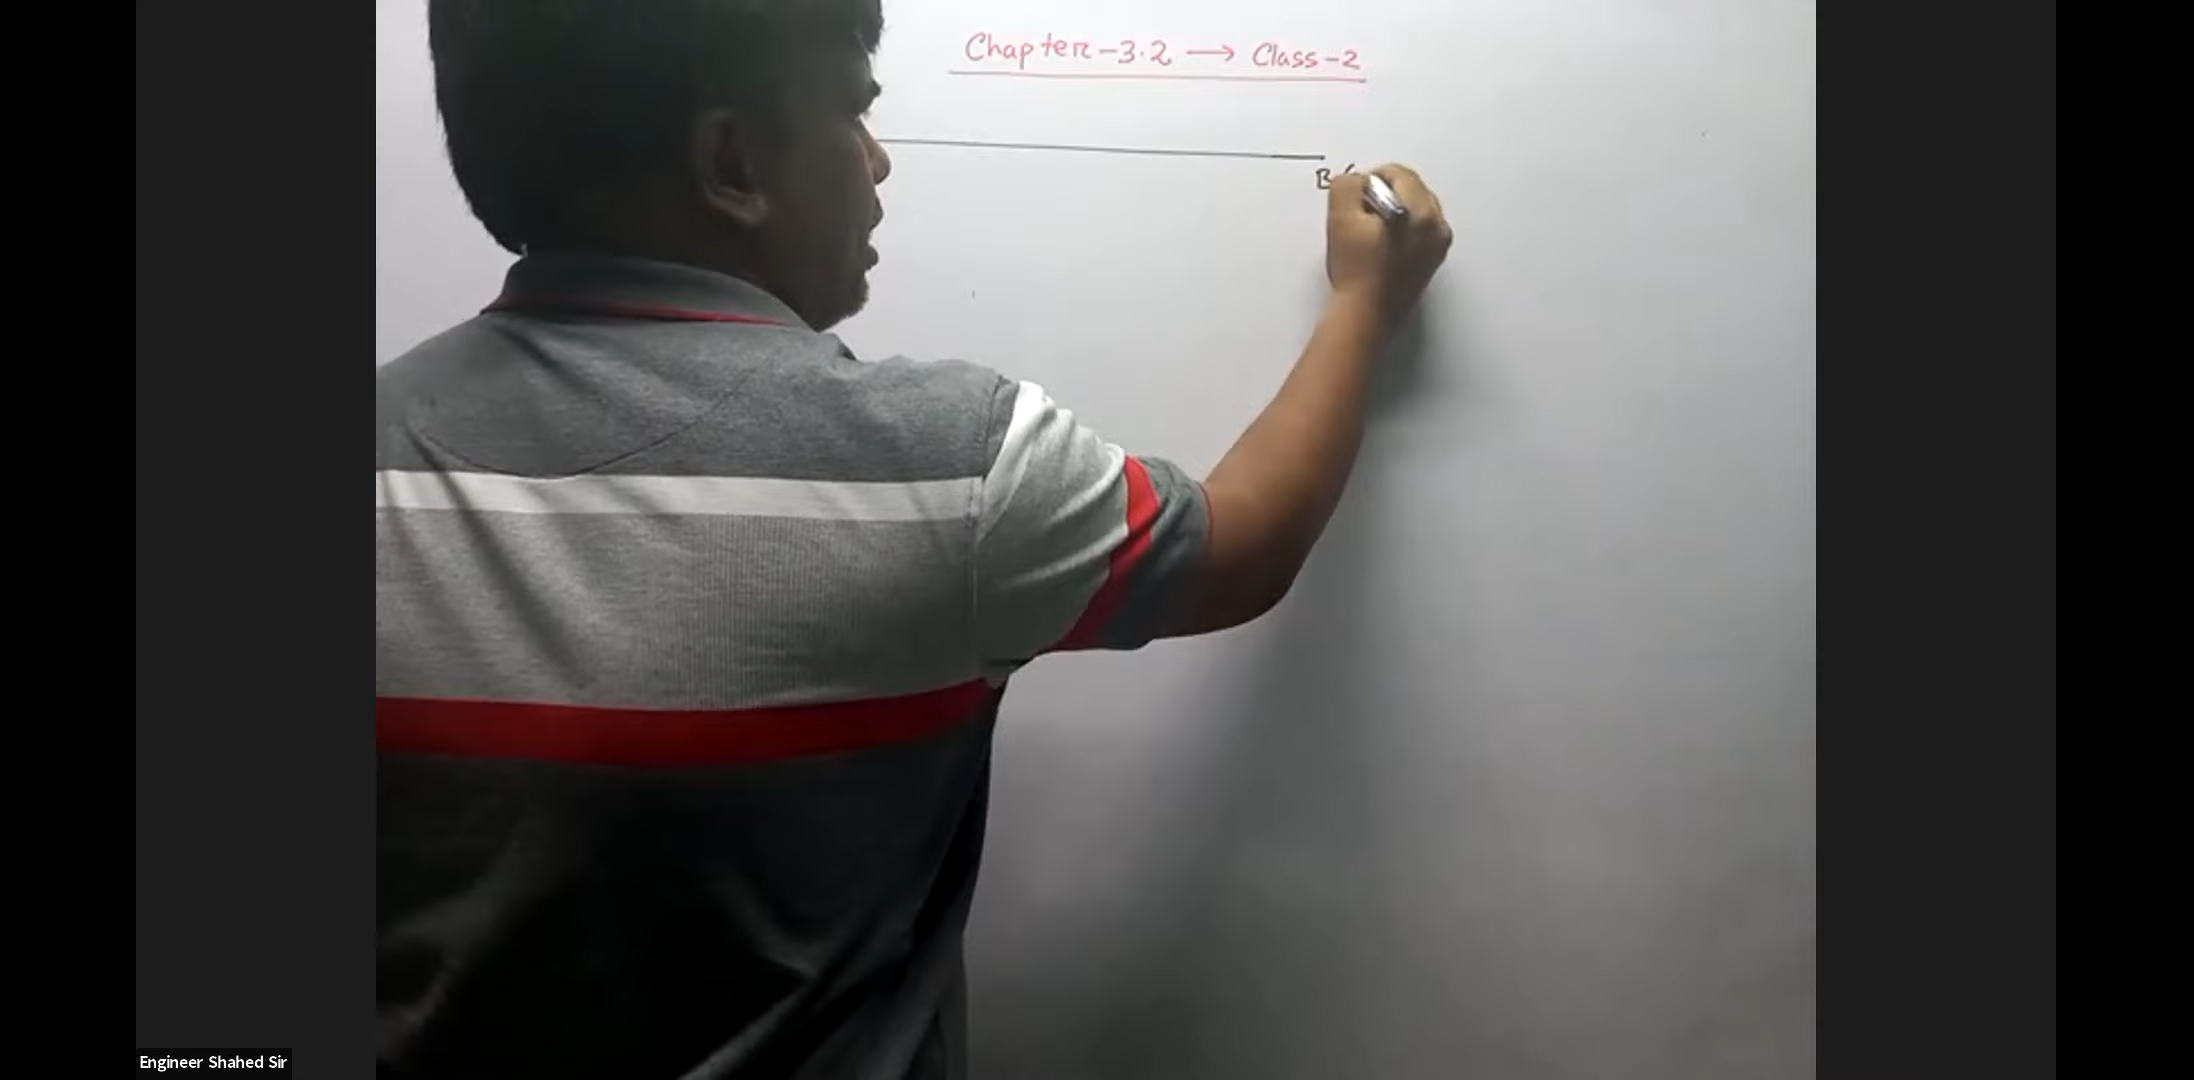 Chapter-3.2 → Class-2
B(
Engineer Shahed Sir